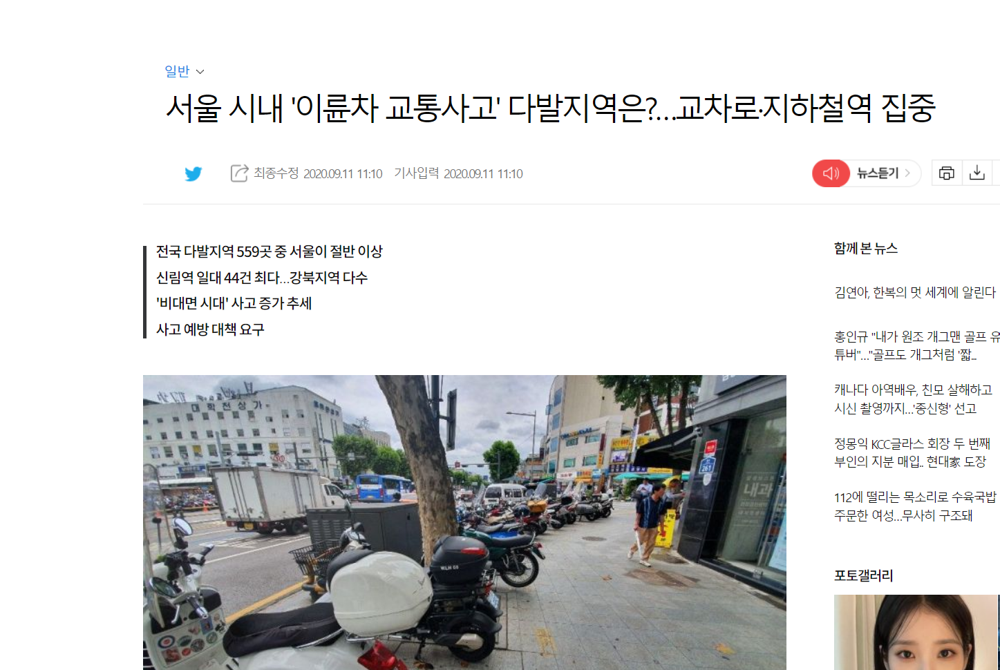 일반
서울 시내 '이륜차 교통사고' 다발지역은?...교차로·지하철역 집중
최종수정 2020.09.11 11:10 기사입력 2020.09.11 11:10
뉴스듣기
전국 다발지역 559곳 중 서울이 절반 이상
신림역 일대 44건 최다...강북지역 다수
'비대면 시대' 사고 증가 추세
사고 예방 대책 요구
대학천상가
261
내과
WLH GS
함께 본 뉴스
김연아, 한복의 멋 세계에 알린다
홍인규 "내가 원조 개그맨 골프 유
튜버"..."골프도 개그처럼 '짧...
캐나다 아역배우, 친모 살해하고
시신 촬영까지...'종신형' 선고
정몽익 KCC글라스 회장 두 번째
부인의 지분 매입.. 현대家 도장
112에 떨리는 목소리로 수육국밥
주문한 여성...무사히 구조돼
포토갤러리